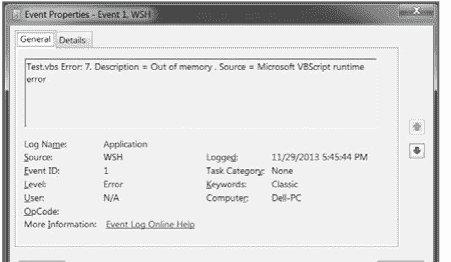 Event Properties - Event 1, WSH
General Details
Test.vbs Error: 7, Description = Out of memory . Source = Microsoft VBScript runtime
error
Log Name: Application
Source: WSH Logged: 11/29/2013 5:45:44 PM
Event ID: 1 Task Category: None
Level: Error Keywords: Classic
User: N/A Computer: Dell-PC
OpCode:
More Information: Event Log Online Help